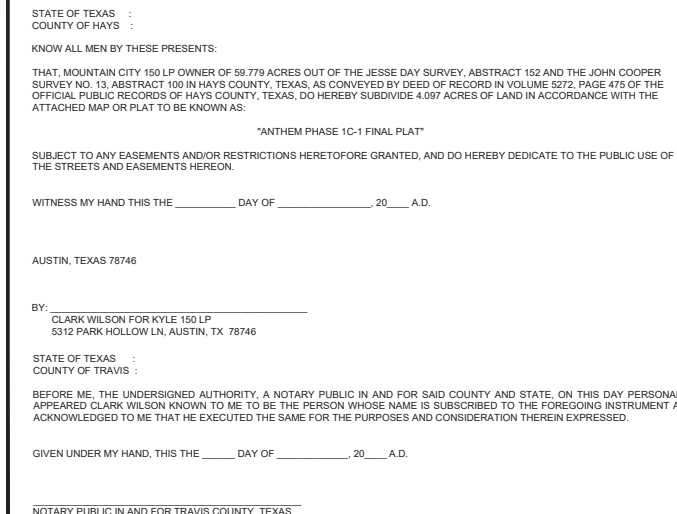 STATE OF TEXAS :
COUNTY OF HAYS :
KNOW ALL MEN BY THESE PRESENTS:
THAT, MOUNTAIN CITY 150 LP OWNER OF 59.779 ACRES OUT OF THE JESSE DAY SURVEY, ABSTRACT 152 AND THE JOHN COOPER
SURVEY NO. 13, ABSTRACT 100 IN HAYS COUNTY, TEXAS, AS CONVEYED BY DEED OF RECORD IN VOLUME 5272, PAGE 475 OF THE
OFFICIAL PUBLIC RECORDS OF HAYS COUNTY, TEXAS, DO HEREBY SUBDIVIDE 4.097 ACRES OF LAND IN ACCORDANCE WITH THE
ATTACHED MAP OR PLAT TO BE KNOWN AS:
"ANTHEM PHASE 1C-1 FINAL PLAT"
SUBJECT TO ANY EASEMENTS AND/OR RESTRICTIONS HERETOFORE GRANTED, AND DO HEREBY DEDICATE TO THE PUBLIC USE OF
THE STREETS AND EASEMENTS HEREON.
WITNESS MY HAND THIS THE ___________ DAY OF _________________, 20____ A.D.
AUSTIN, TEXAS 78746
BY: _______________________________________________
CLARK WILSON FOR KYLE 150 LP
5312 PARK HOLLOW LN, AUSTIN, TX 78746
STATE OF TEXAS :
COUNTY OF TRAVIS :
BEFORE ME, THE UNDERSIGNED AUTHORITY, A NOTARY PUBLIC IN AND FOR SAID COUNTY AND STATE, ON THIS DAY PERSONA
APPEARED CLARK WILSON KNOWN TO ME TO BE THE PERSON WHOSE NAME IS SUBSCRIBED TO THE FOREGOING INSTRUMENT A
ACKNOWLEDGED TO ME THAT HE EXECUTED THE SAME FOR THE PURPOSES AND CONSIDERATION THEREIN EXPRESSED.
GIVEN UNDER MY HAND, THIS THE ______ DAY OF _____________, 20____ A.D.
_________________________________________________
NOTARY PUBLIC IN AND FOR TRAVIS COUNTY, TEXAS